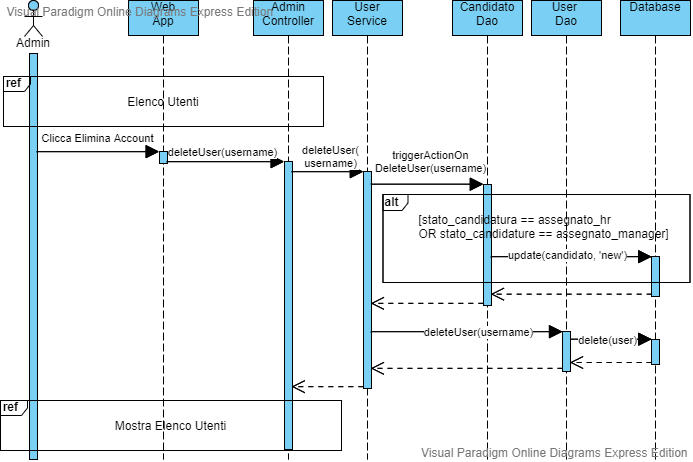 Visual Paradigm Online Diagrams Express Edition
Web
App
Admin
Controller
User
Service
Candidato
Dao
User
Dao
Database
Admin
ref
Elenco Utenti
Clicca Elimina Account
deleteUser(username)
deleteUser(
username)
triggerActionOn
DeleteUser(username)
alt
[stato_candidatura == assegnato_hr
OR stato_candidature == assegnato_manager]
update(candidato, 'new')
deleteUser(username)
delete(user)
ref
Mostra Elenco Utenti
Visual Paradigm Online Diagrams Express Edition